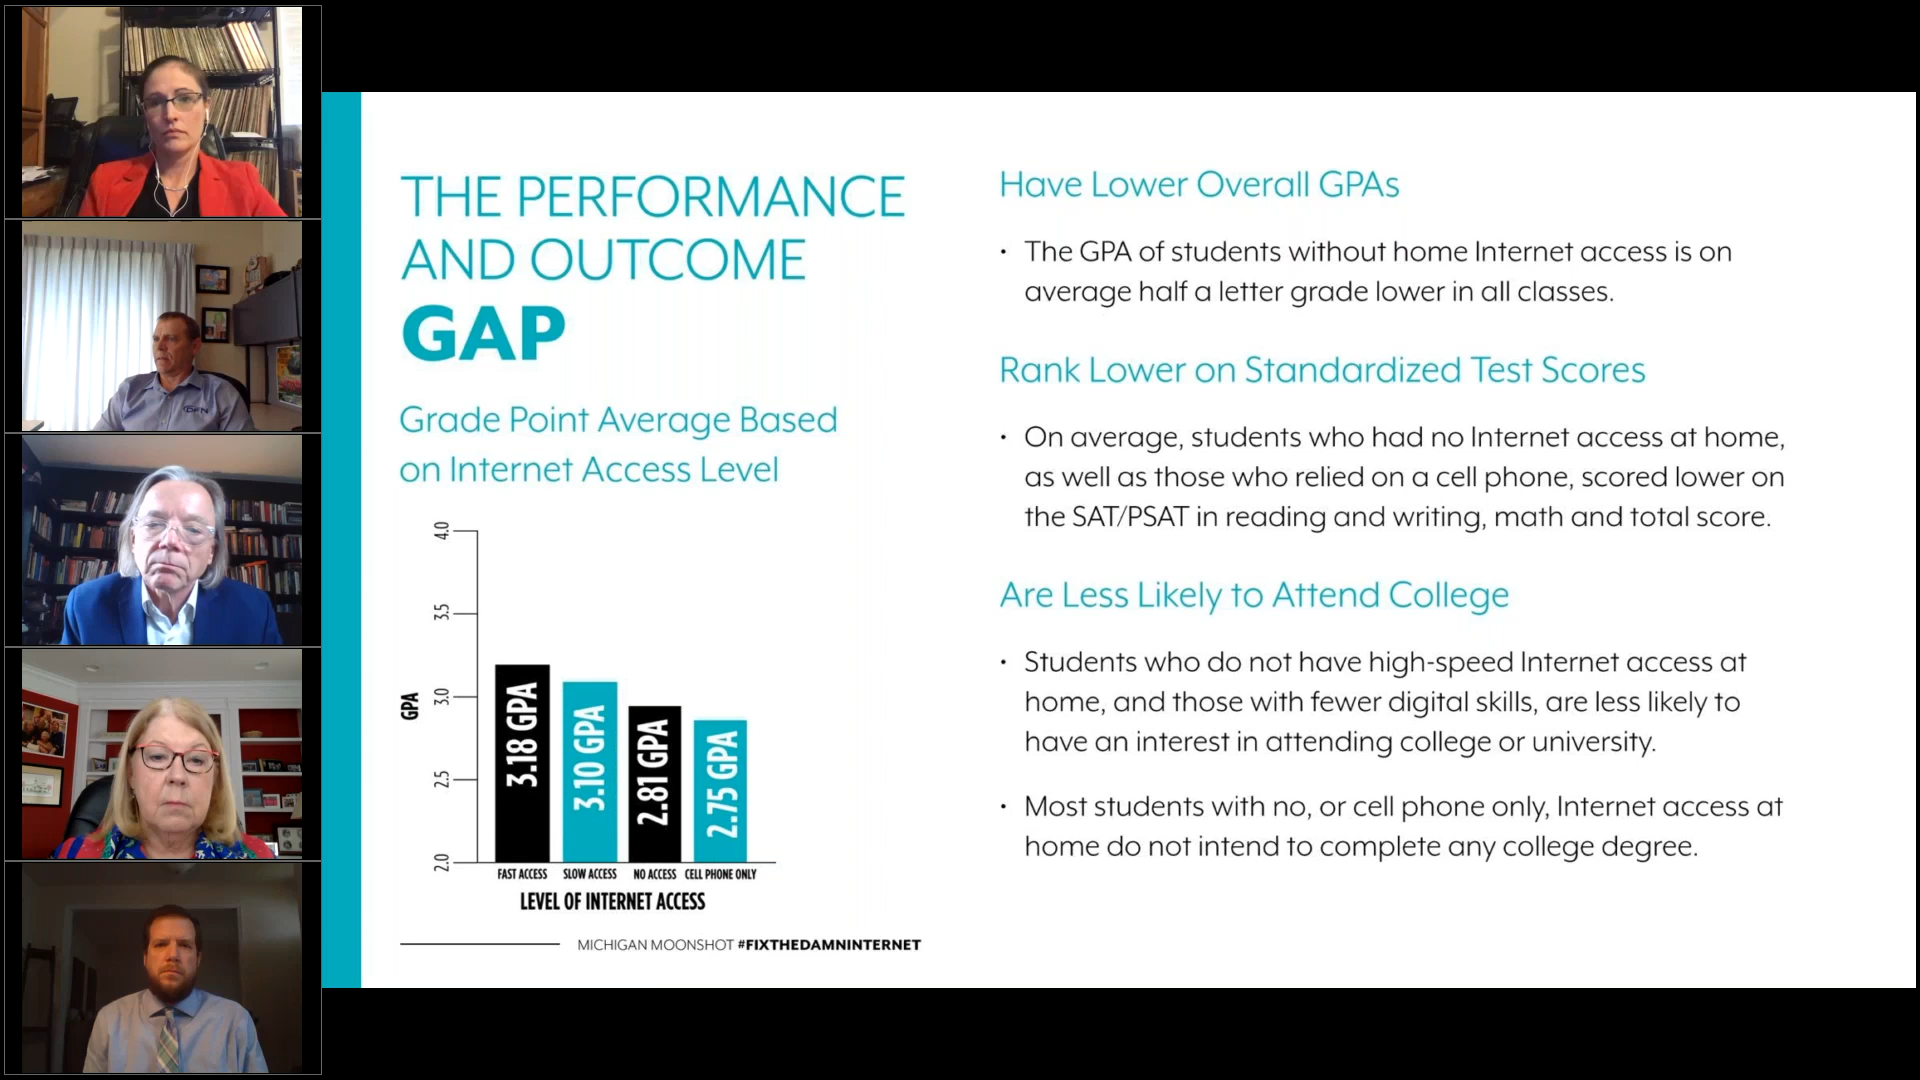 THE PERFORMANCE
AND OUTCOME
GAP
Grade Point Average Based
on Internet Access Level
GPA
4.0
3.5
3.0
2.5
2.0
3.18 GPA
3.10 GPA
2.81 GPA
2.75 GPA
FAST ACCESS
SLOW ACCESS
NO ACCESS
CELL PHONE ONLY
LEVEL OF INTERNET ACCESS
MICHIGAN MOONSHOT #FIXTHEDAMNINTERNET
Have Lower Overall GPAs
• The GPA of students without home Internet access is on
average half a letter grade lower in all classes.
Rank Lower on Standardized Test Scores
• On average, students who had no Internet access at home,
as well as those who relied on a cell phone, scored lower on
the SAT/PSAT in reading and writing, math and total score.
Are Less Likely to Attend College
• Students who do not have high-speed Internet access at
home, and those with fewer digital skills, are less likely to
have an interest in attending college or university.
• Most students with no, or cell phone only, Internet access at
home do not intend to complete any college degree.